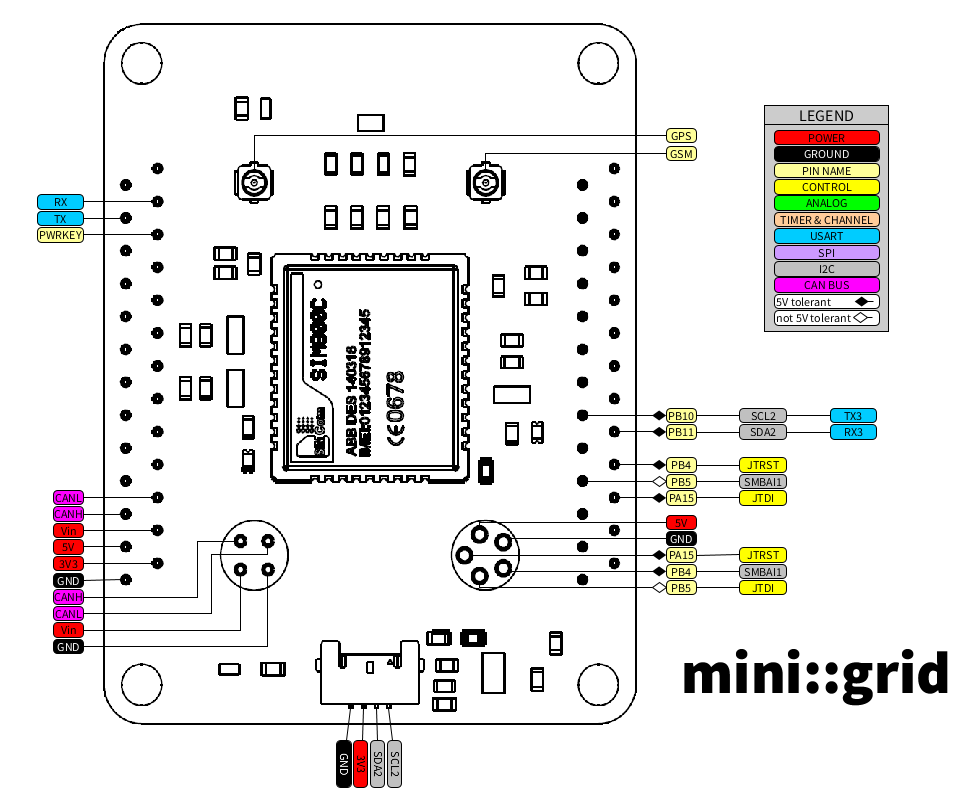 GPS
GSM
LEGEND
POWER
GROUND
PIN NAME
CONTROL
ANALOG
TIMER & CHANNEL
USART
SPI
I2C
CAN BUS
5V tolerant
not 5V tolerant
RX
TX
PWRKEY
SIM800C
SIMCom
ABB DES 140316
IMEI:012345678912345
CE0678
PB10 SCL2 TX3
PB11 SDA2 RX3
PB4 JTRST
PB5 SMBAI1
PA15 JTDI
5V
GND
PA15 JTRST
PB4 SMBAI1
PB5 JTDI
CANL
CANH
Vin
5V
3V3
GND
CANH
CANL
Vin
GND
mini::grid
GND
3V3
SDA2
SCL2